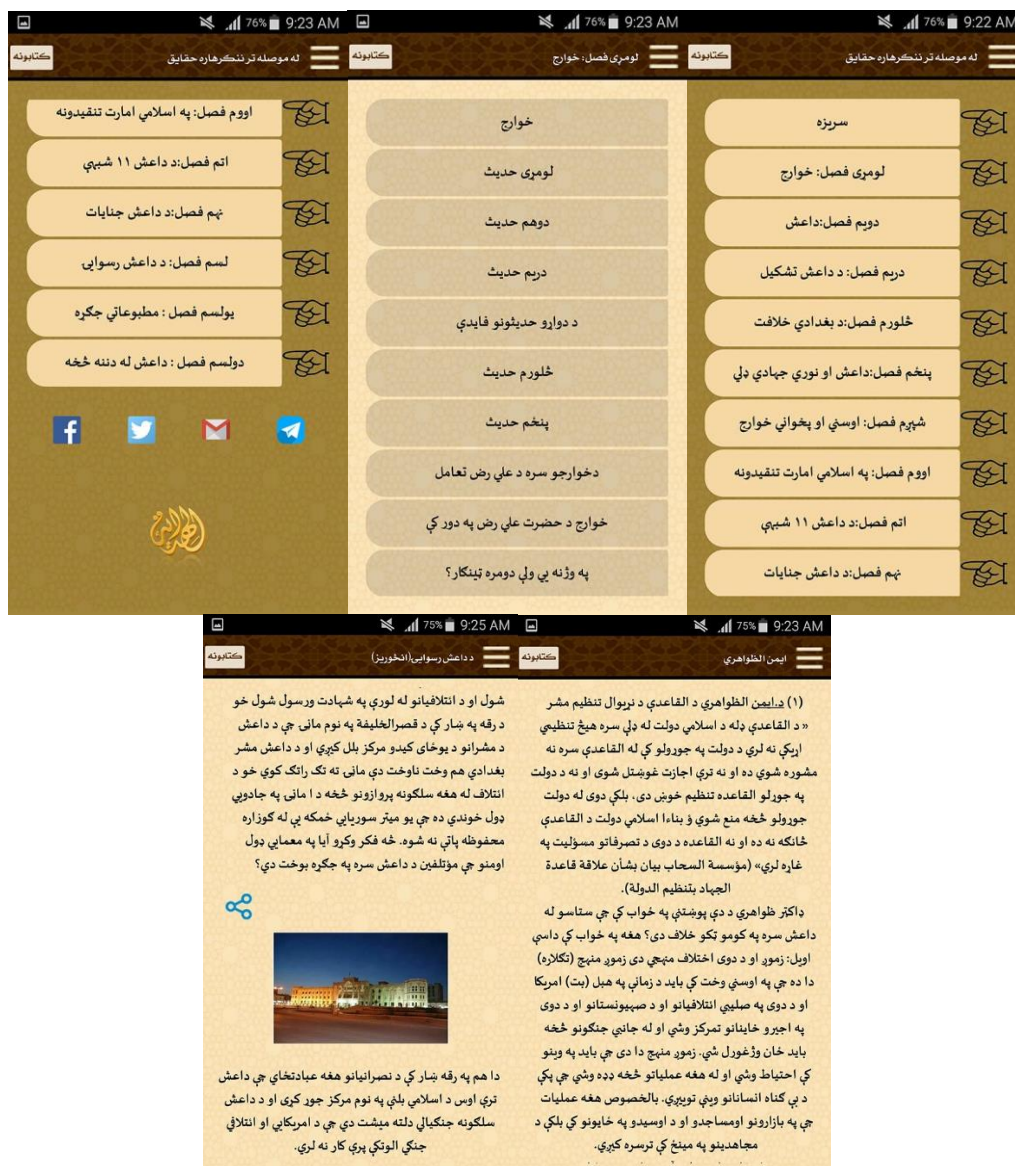 76% 9:23 AM
له موصله تر ننګرهاره حقایق
کتابونه
اووم فصل: په اسلامي امارت تنقیدونه
اتم فصل:د داعش ۱۱ شبهې
نهم فصل:د داعش جنایات
لسم فصل: د داعش رسوایي
یولسم فصل : مطبوعاتي جګړه
دولسم فصل : داعش له دننه څخه
76% 9:23 AM
لومړی فصل: خوارج
کتابونه
خوارج
لومړی حدیث
دوهم حدیث
دریم حدیث
د دواړو حدیثونو فایدې
څلورم حدیث
پنځم حدیث
دخوارجو سره د علي رض تعامل
خوارج د حضرت علي رض په دور کې
په وژنه یې ولې دومره ټینګار؟
76% 9:22 AM
له موصله تر ننګرهاره حقایق
کتابونه
سریزه
لومړی فصل: خوارج
دویم فصل:داعش
دریم فصل: د داعش تشکیل
څلورم فصل:د بغدادي خلافت
پنځم فصل:داعش او نوري جهادي ډلې
شپږم فصل: اوسني او پخواني خوارج
اووم فصل: په اسلامي امارت تنقیدونه
اتم فصل:د داعش ۱۱ شبهې
نهم فصل:د داعش جنایات
75% 9:25 AM
د داعش رسوایي(انځوریز)
کتابونه
شول او د ائتلافیانو له لوري په شهادت ورسول شول خو
د رقه په ښار کې د قصرالخلیفة په نوم ماڼۍ چې د داعش
د مشرانو د یوځای کیدو مرکز بلل کیږي او د داعش مشر
بغدادي هم وخت ناوخت دې ماڼۍ ته تګ راتګ کوي خو د
ائتلاف له هغه سلګونه پروازونو څخه د ا ماڼۍ په جادويي
ډول خوندي ده چې یو میتر سوریايي ځمکه یې له ګوزاره
محفوظه پاتې نه شوه. څه فکر وکړو آیا په معمايي ډول
اومنو چې مؤتلفین د داعش سره په جګړه بوخت دي؟
دا هم په رقه ښار کې د نصرانیانو هغه عبادتځای چې داعش
ترې اوس د اسلامي بلنې په نوم مرکز جوړ کړی او د داعش
سلګونه جنګیالي دلته میشت دي چې د امریکايي او ائتلافي
جنګي الوتکې پرې کار نه لري.
75% 9:23 AM
ایمن الظواهري
کتابونه
(۱) د.ایمن الظواهري د القاعدې د نړیوال تنظیم مشر
« د القاعدې ډله د اسلامي دولت له ډلې سره هیڅ تنظیمي
اړیکې نه لري د دولت په جوړولو کې له القاعدې سره نه
مشوره شوي ده او نه ترې اجازت غوښتل شوی او نه د دولت
په جوړلو القاعده تنظیم خوښ دی، بلکې دوی له دولت
جوړولو څخه منع شوي ؤ بناءا اسلامي دولت د القاعدې
څانګه نه ده او نه القاعده د دوی د تصرفاتو مسؤلیت په
غاړه لري» (مؤسسة السحاب بیان بشأن علاقة قاعدة
الجهاد بتنظیم الدولة).
ډاکټر ظواهري د دې پوښتنې په ځواب کې چې ستاسو له
داعش سره په کومو ټکو خلاف دی؟ هغه په ځواب کې داسې
اویل: زموږ او د دوی اختلاف منهجي دی زموږ منهج (تګلاره)
دا ده چې په اوسني وخت کې باید د زمانې په هبل (بت) امریکا
او د دوی په صلیبي ائتلافیانو او د صهیونستانو او د دوی
په اجیرو خاینانو تمرکز وشي او له جانبي جنګونو څخه
باید ځان وژغورل شي. زموږ منهج دا دی چې باید په وینو
کې احتیاط وشي او له هغه عملیاتو څخه ډډه وشي چې پکې
د بې ګناه انسانانو وینې تویېږي. بالخصوص هغه عملیات
چې په بازارونو اومساجدو او د اوسیدو په ځایونو کې بلکې د
مجاهدینو په مینځ کې ترسره کیږي.